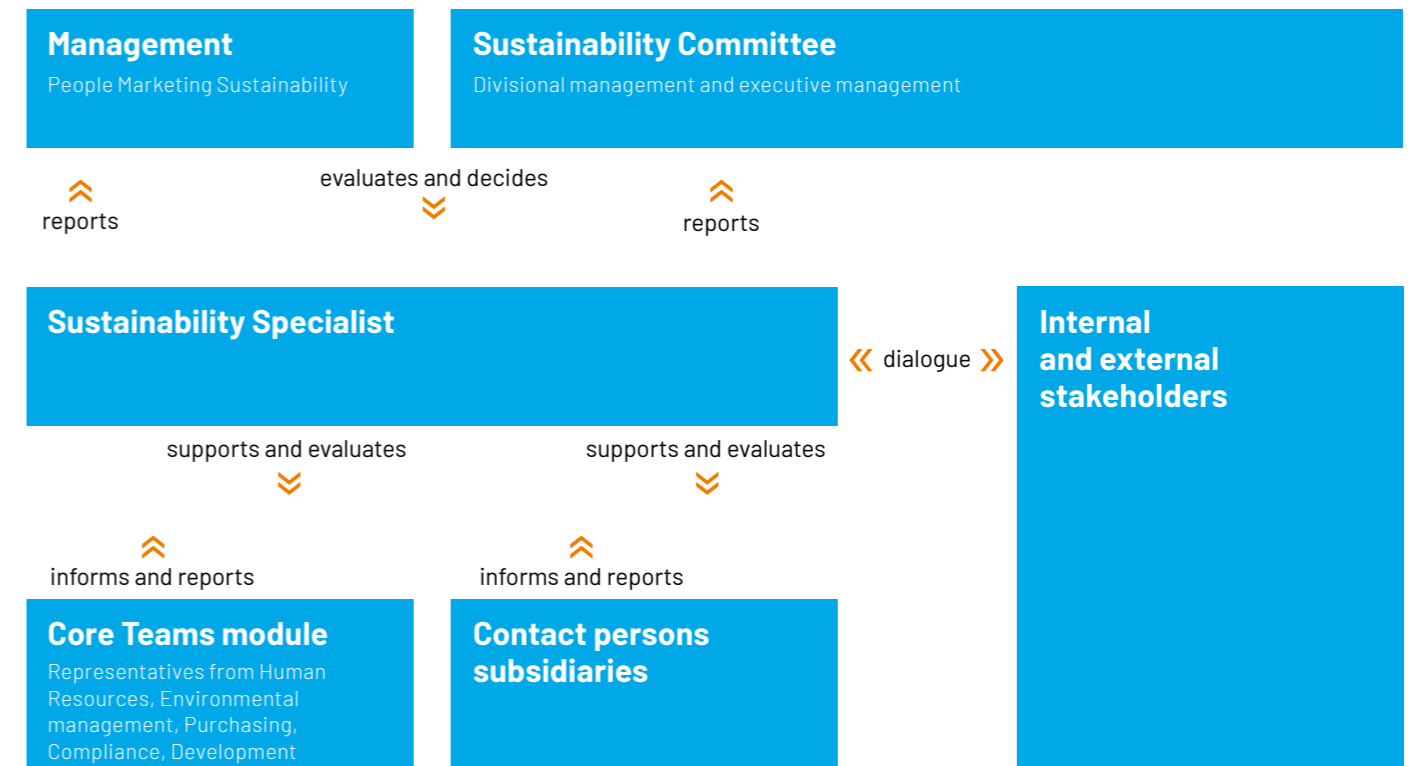 Management
People Marketing Sustainability
Sustainability Committee
Divisional management and executive management
evaluates and decides
reports
reports
Sustainability Specialist
dialogue
Internal
and external
stakeholders
supports and evaluates
supports and evaluates
informs and reports
informs and reports
Core Teams module
Representatives from Human
Resources, Environmental
management, Purchasing,
Compliance, Development
Contact persons
subsidiaries